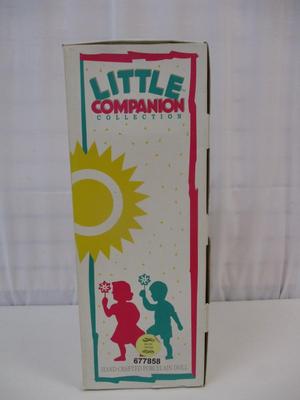 LITTLE
COMPANION
COLLECTION
677858
HAND CRAFTED PORCELAIN DOLL